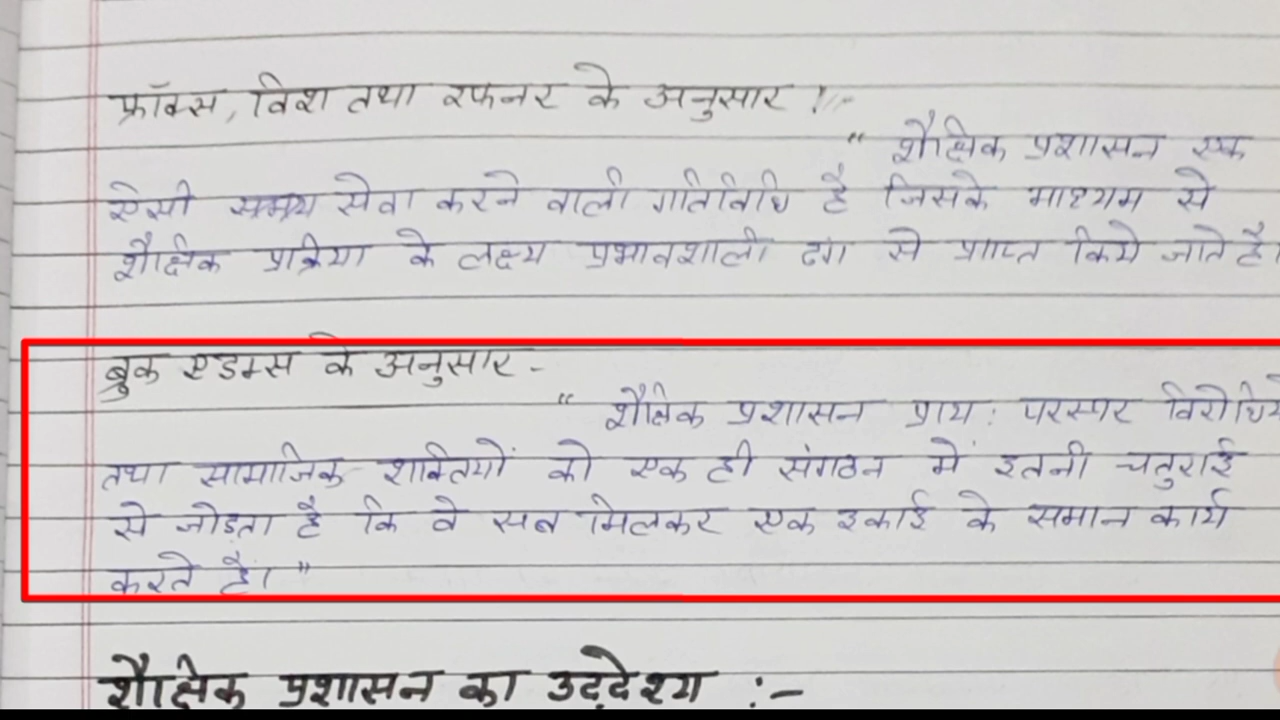 फ्रॉक्स, विश तथा रफनर के अनुसार :-
" शैक्षिक प्रशासन एक
ऐसी सेवा करने वाली गतिविधि है जिसके माध्यम से
शैक्षिक प्रक्रिया के लक्ष्य प्रभावशाली ढंग से प्राप्त किये जाते है।
ब्रुक एडम्स के अनुसार -
" शैक्षिक प्रशासन प्राय: परस्पर
तथा सामाजिक शक्तियों को एक ही संगठन में इतनी चतुराई
से जोड़ता है कि वे सब मिलकर एक इकाई के समान कार्य
करते है। "
शैक्षिक प्रशासन का उद्देश्य :-